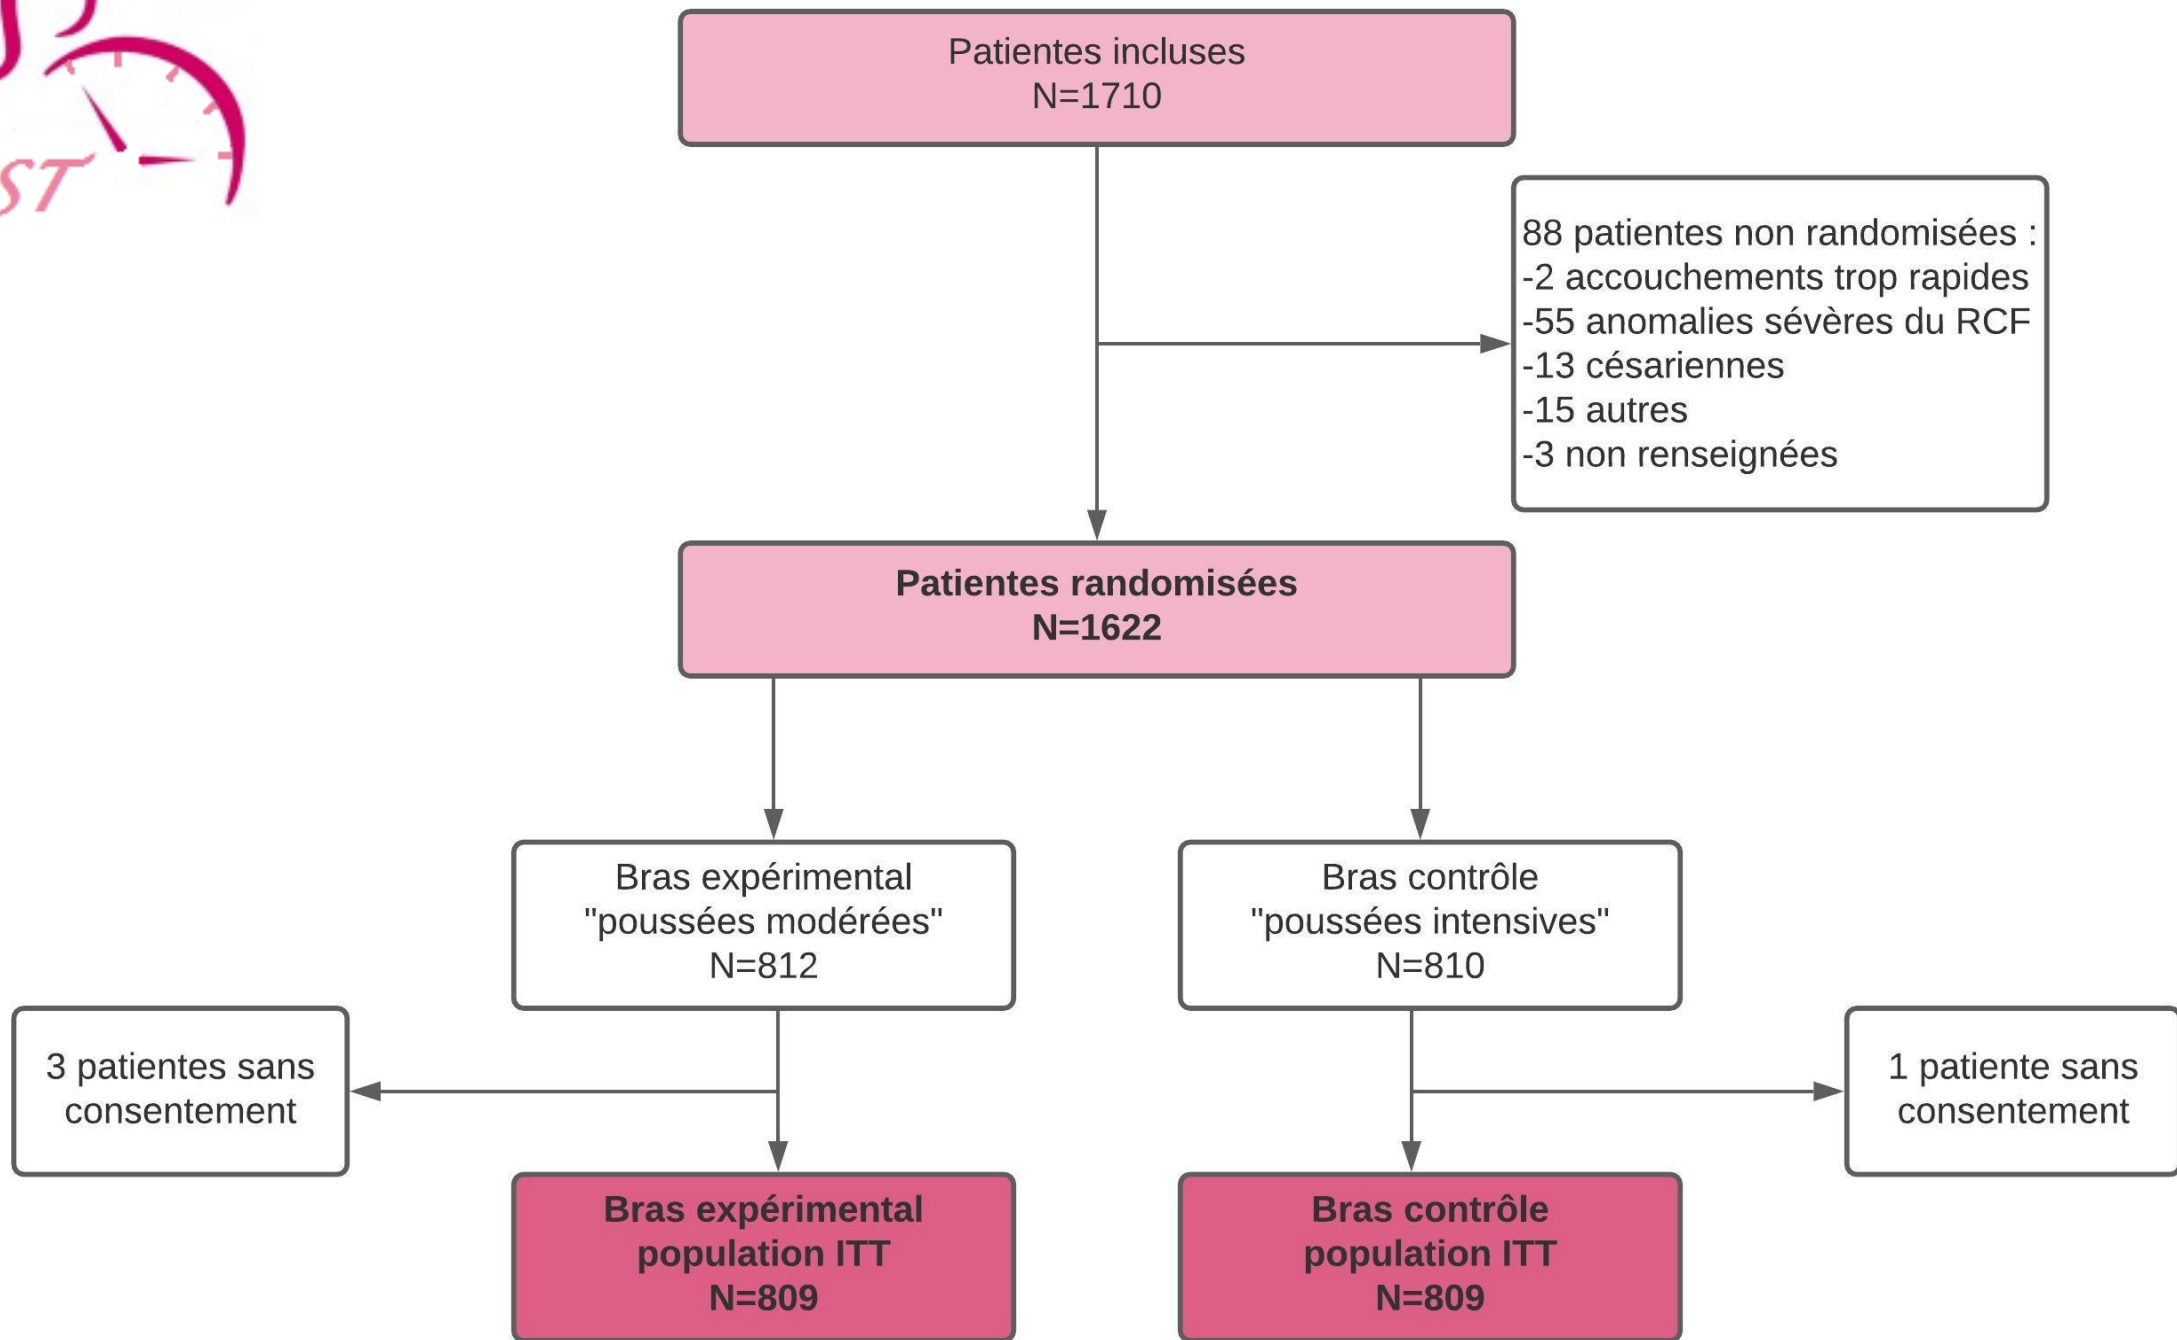 ST
Patientes incluses
N=1710
88 patientes non randomisées :
-2 accouchements trop rapides
-55 anomalies sévères du RCF
-13 césariennes
-15 autres
-3 non renseignées
Patientes randomisées
N=1622
Bras expérimental
"poussées modérées"
N=812
Bras contrôle
"poussées intensives"
N=810
3 patientes sans
consentement
1 patiente sans
consentement
Bras expérimental
population ITT
N=809
Bras contrôle
population ITT
N=809